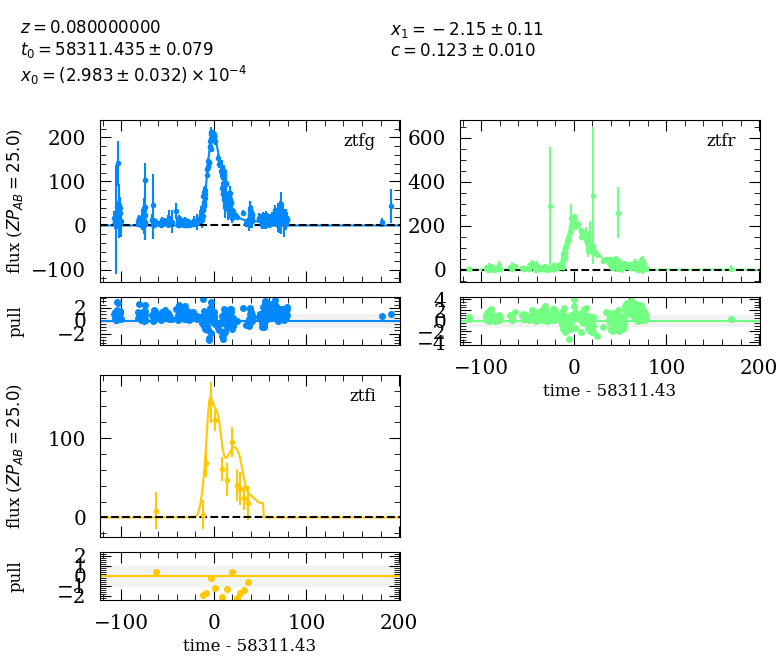 z = 0.080000000
t₀ = 58311.435 ± 0.079
x₀ = (2.983 ± 0.032) × 10⁻⁴
x₁ = −2.15 ± 0.11
c = 0.123 ± 0.010
flux (ZP_AB = 25.0)
200
100
0
−100
ztfg
600
400
200
0
ztfr
pull
2
0
−2
4
2
0
−2
−4
−100
0
100
200
time - 58311.43
flux (ZP_AB = 25.0)
100
0
ztfi
pull
2
1
0
−1
−2
−100
0
100
200
time - 58311.43